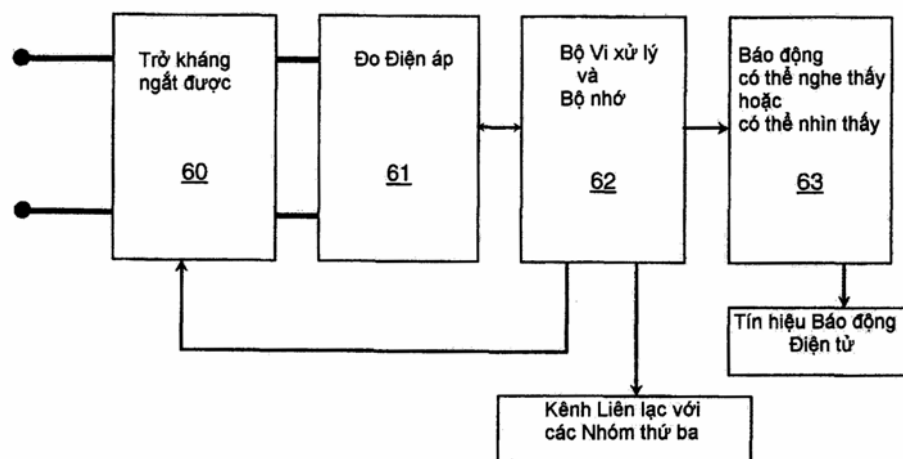 Trở kháng
ngắt được
60
Đo Điện áp
61
Bộ Vi xử lý
và
Bộ nhớ
62
Báo động
có thể nghe thấy
hoặc
có thể nhìn thấy
63
Tín hiệu Báo động
Điện tử
Kênh Liên lạc với
các Nhóm thứ ba